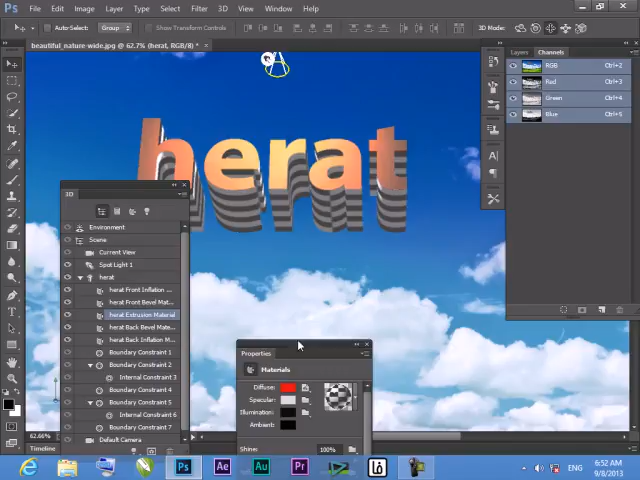 Ps File Edit Image Layer Type Select Filter 3D View Window Help
Auto-Select: Group Show Transform Controls 3D Mode:
beautiful_nature-wide.jpg @ 62.7% (herat, RGB/8) * ×
Layers Channels
RGB Ctrl+2
Red Ctrl+3
Green Ctrl+4
Blue Ctrl+5
herat
3D
Environment
Scene
Current View
Spot Light 1
herat
herat Front Inflation ...
herat Front Bevel Mat...
herat Extrusion Material
herat Back Bevel Mate...
herat Back Inflation M...
Boundary Constraint 1
Boundary Constraint 2
Internal Constraint 3
Boundary Constraint 4
Boundary Constraint 5
Internal Constraint 6
Boundary Constraint 7
Default Camera
Properties
Materials
Diffuse:
Specular:
Illumination:
Ambient:
Shine: 100%
62.66%
Timeline
Ps Ae Au Pr
ENG
6:52 AM
9/8/2013